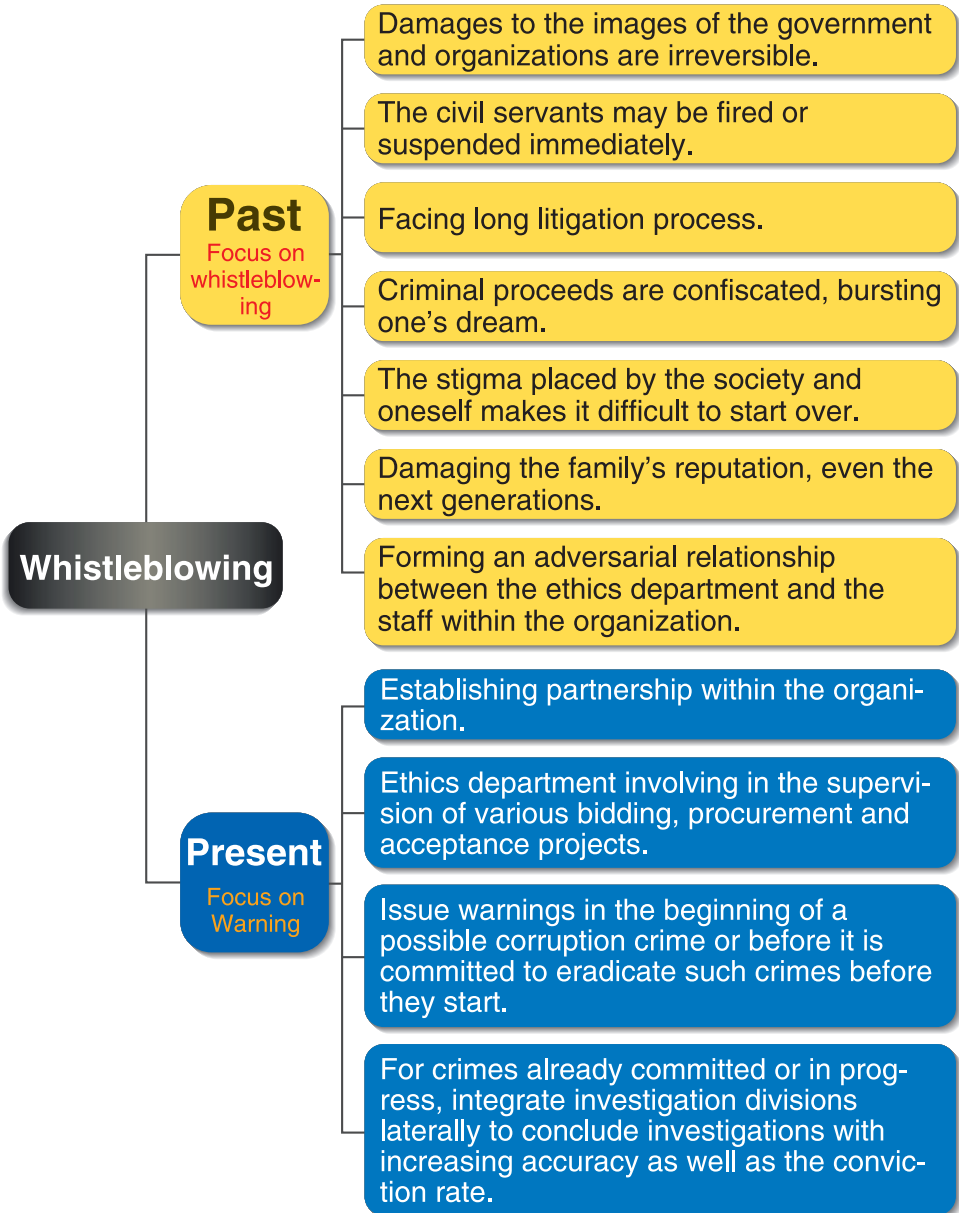 Whistleblowing
Past
Focus on
whistleblow-
ing
Damages to the images of the government
and organizations are irreversible.
The civil servants may be fired or
suspended immediately.
Facing long litigation process.
Criminal proceeds are confiscated, bursting
one's dream.
The stigma placed by the society and
oneself makes it difficult to start over.
Damaging the family's reputation, even the
next generations.
Forming an adversarial relationship
between the ethics department and the
staff within the organization.
Present
Focus on
Warning
Establishing partnership within the organi-
zation.
Ethics department involving in the supervi-
sion of various bidding, procurement and
acceptance projects.
Issue warnings in the beginning of a
possible corruption crime or before it is
committed to eradicate such crimes before
they start.
For crimes already committed or in prog-
ress, integrate investigation divisions
laterally to conclude investigations with
increasing accuracy as well as the convic-
tion rate.